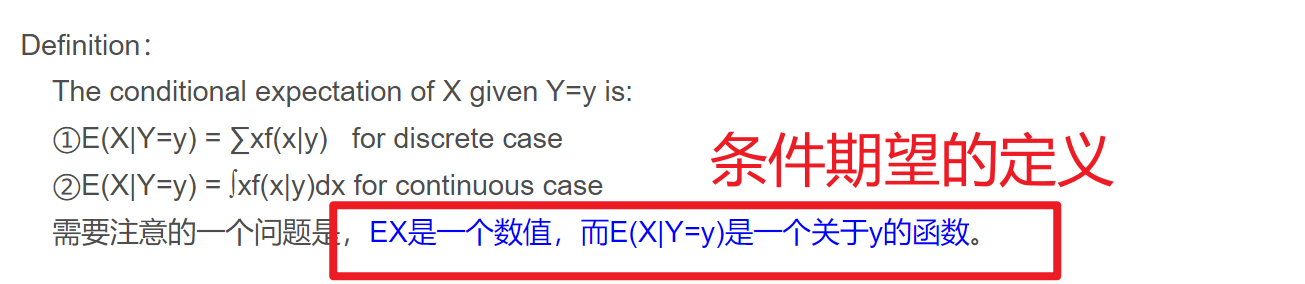 Definition：
The conditional expectation of X given Y=y is:
①E(X|Y=y) = ∑xf(x|y) for discrete case
条件期望的定义
②E(X|Y=y) = ∫xf(x|y)dx for continuous case
需要注意的一个问题是，EX是一个数值，而E(X|Y=y)是一个关于y的函数。